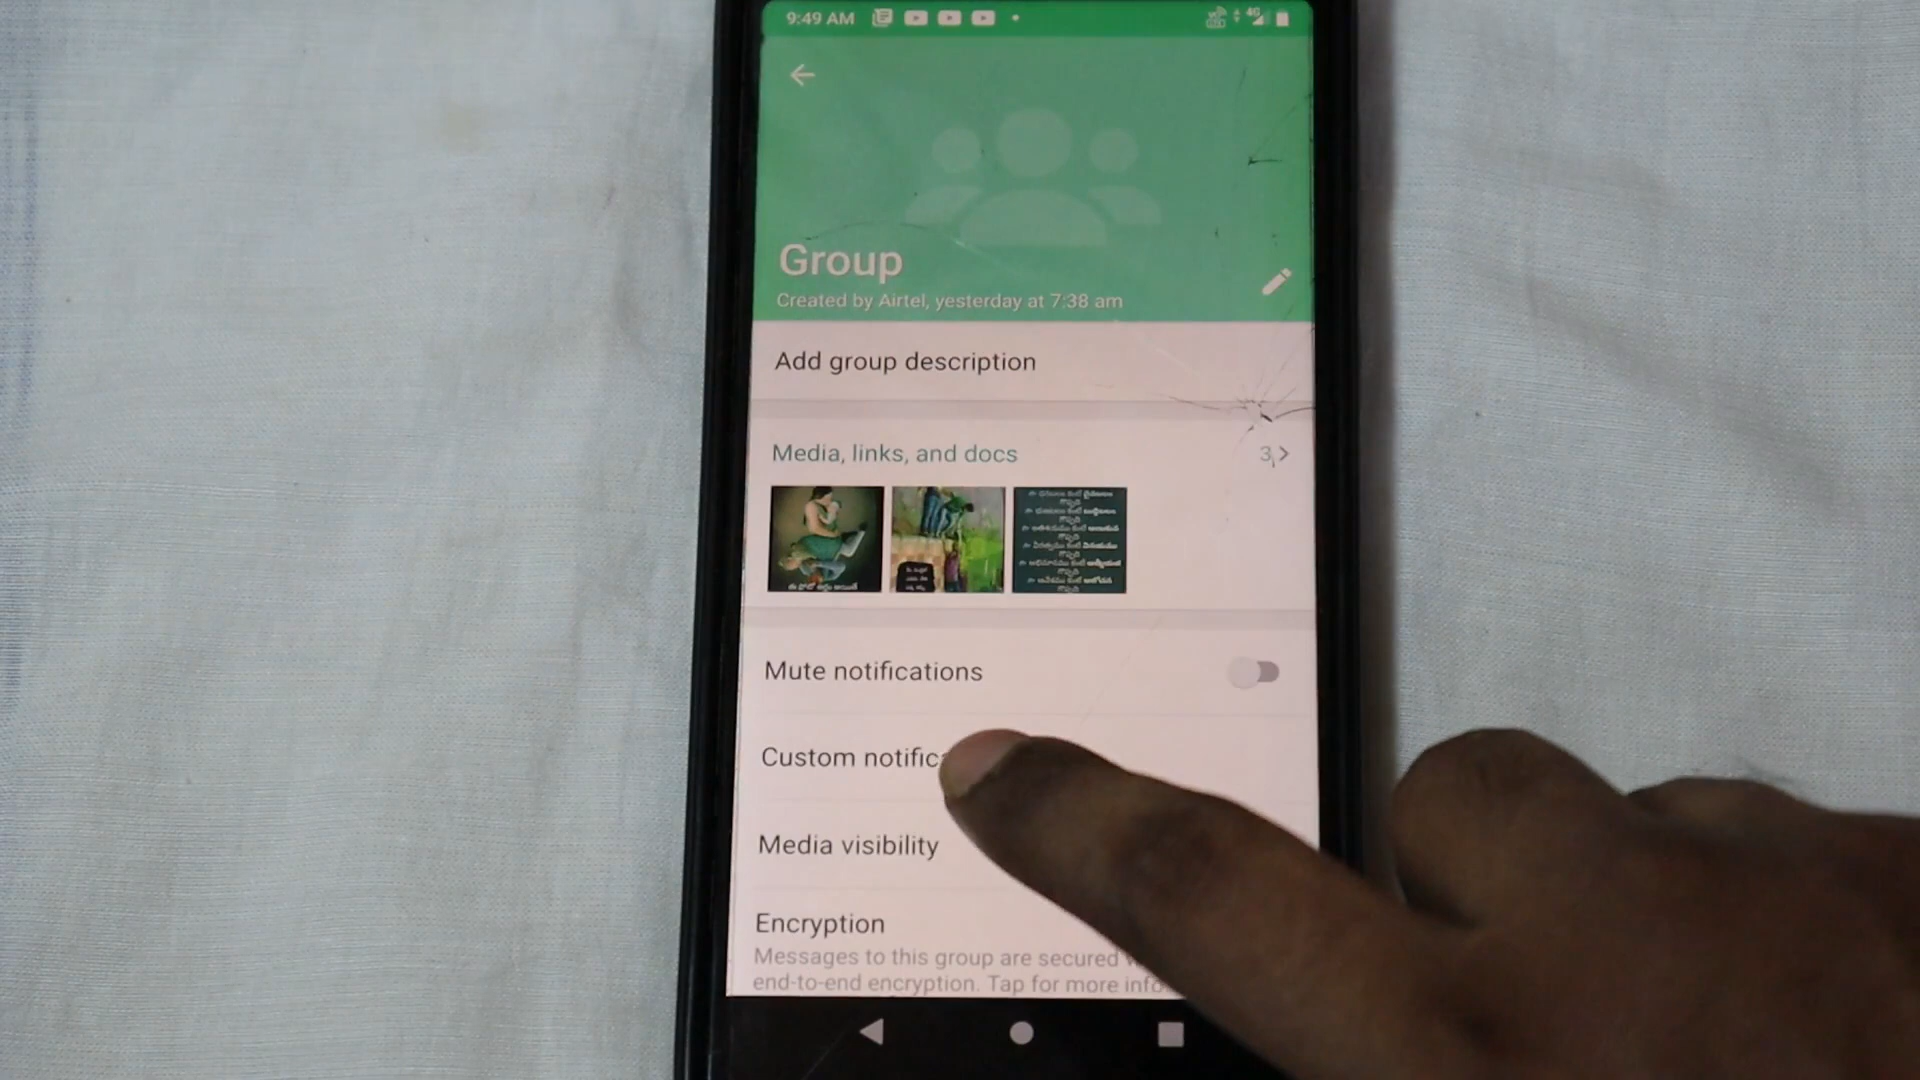 9:49 AM
4G
Group
Created by Airtel, yesterday at 7:38 am
Add group description
Media, links, and docs
3
Mute notifications
Custom notific
Media visibility
Encryption
Messages to this group are secured
end-to-end encryption. Tap for more info.